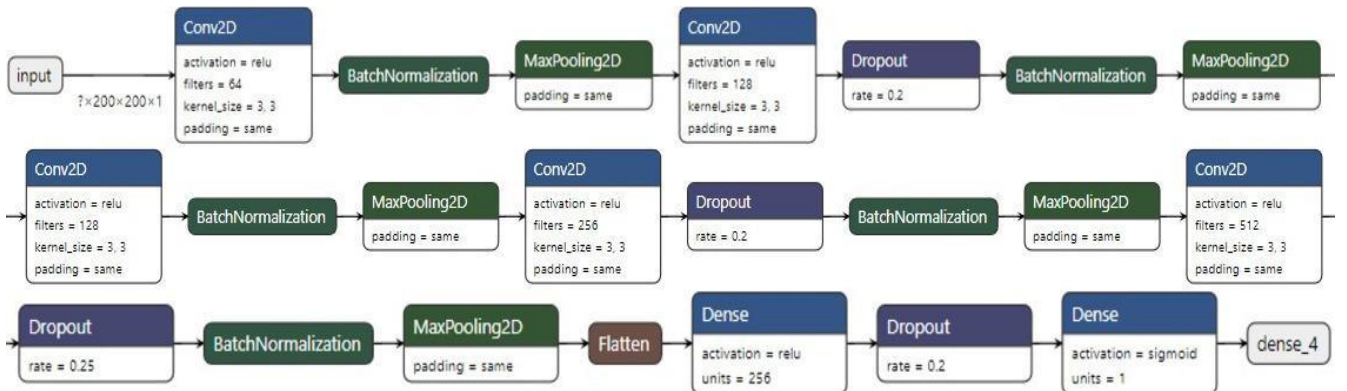 input
?×200×200×1
Conv2D
activation = relu
filters = 64
kernel_size = 3, 3
padding = same
BatchNormalization
MaxPooling2D
padding = same
Conv2D
activation = relu
filters = 128
kernel_size = 3, 3
padding = same
Dropout
rate = 0.2
BatchNormalization
MaxPooling2D
padding = same
Conv2D
activation = relu
filters = 128
kernel_size = 3, 3
padding = same
BatchNormalization
MaxPooling2D
padding = same
Conv2D
activation = relu
filters = 256
kernel_size = 3, 3
padding = same
Dropout
rate = 0.2
BatchNormalization
MaxPooling2D
padding = same
Conv2D
activation = relu
filters = 512
kernel_size = 3, 3
padding = same
Dropout
rate = 0.25
BatchNormalization
MaxPooling2D
padding = same
Flatten
Dense
activation = relu
units = 256
Dropout
rate = 0.2
Dense
activation = sigmoid
units = 1
dense_4